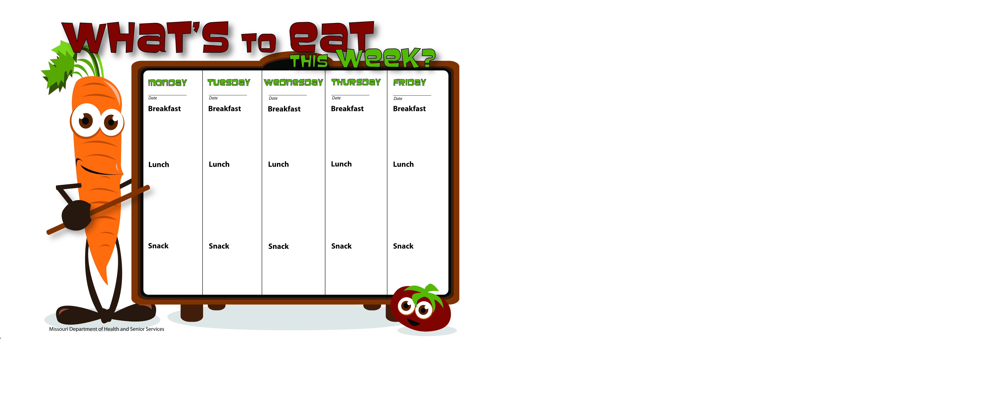 WHAT'S TO EAT
THIS WEEK?
MONDAY TUESDAY WEDNESDAY THURSDAY FRIDAY
Date Date Date Date Date
Breakfast Breakfast Breakfast Breakfast Breakfast
Lunch Lunch Lunch Lunch Lunch
Snack Snack Snack Snack Snack
Missouri Department of Health and Senior Services